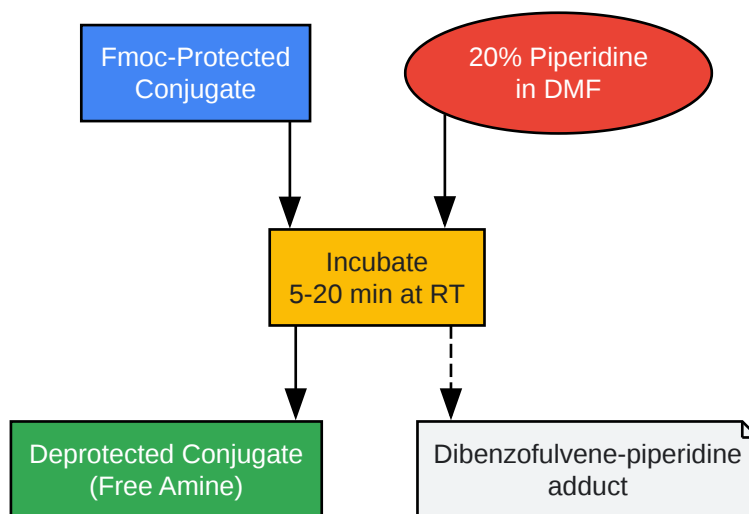 Fmoc-Protected
Conjugate
20% Piperidine
in DMF
Incubate
5-20 min at RT
Deprotected Conjugate
(Free Amine)
Dibenzofulvene-piperidine
adduct